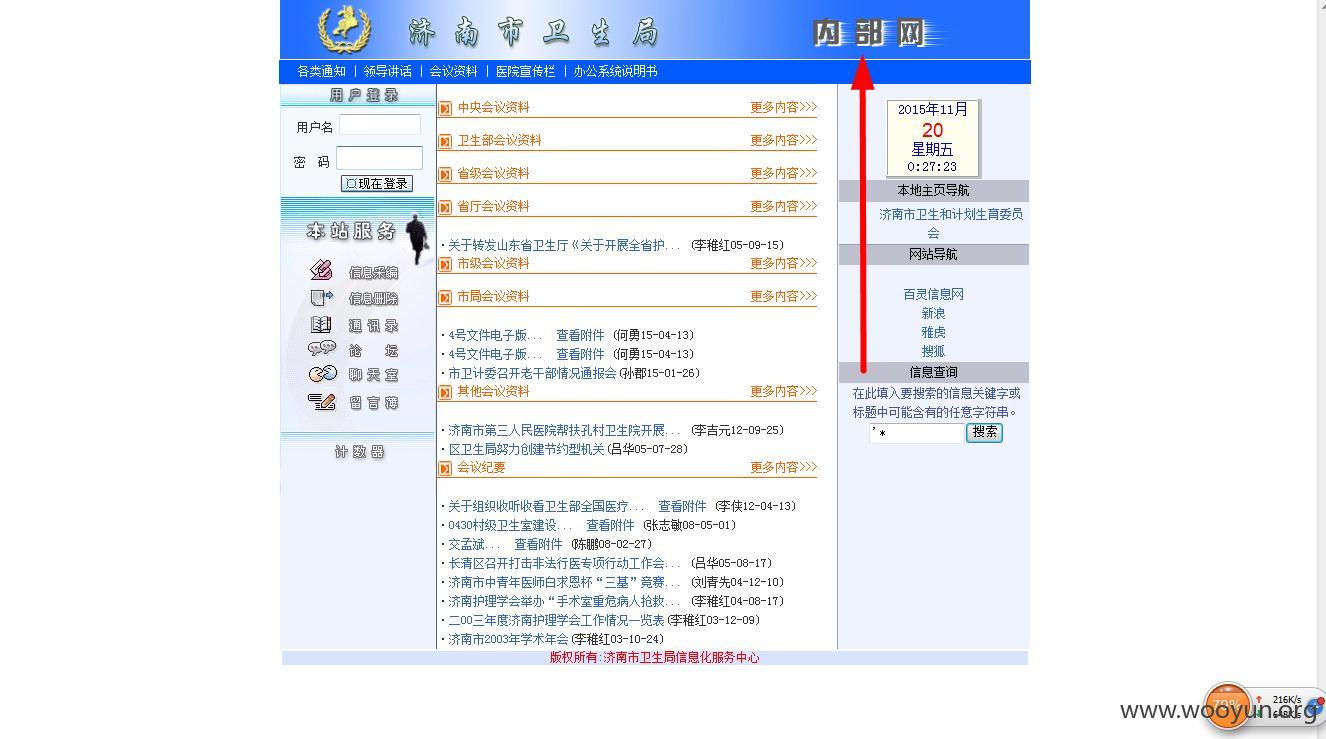 济南市卫生局 内部网
各类通知 | 领导讲话 | 会议资料 | 医院宣传栏 | 办公系统说明书
用户登录
用户名
密 码
现在登录
本站服务
信息采编
信息删除
通讯录
论 坛
聊天室
留言薄
计数器
中央会议资料 更多内容>>>
卫生部会议资料 更多内容>>>
省级会议资料 更多内容>>>
省厅会议资料 更多内容>>>
·关于转发山东省卫生厅《关于开展全省护... (李稚红05-09-15)
市级会议资料 更多内容>>>
市局会议资料 更多内容>>>
·4号文件电子版... 查看附件 (何勇15-04-13)
·4号文件电子版... 查看附件 (何勇15-04-13)
·市卫计委召开老干部情况通报会(孙郡15-01-26)
其他会议资料 更多内容>>>
·济南市第三人民医院帮扶孔村卫生院开展... (李吉元12-09-25)
·区卫生局努力创建节约型机关(吕华05-07-28)
会议纪要 更多内容>>>
·关于组织收听收看卫生部全国医疗... 查看附件 (李侠12-04-13)
·0430村级卫生室建设... 查看附件 (张志敏08-05-01)
·交孟斌... 查看附件 (陈鹏08-02-27)
·长清区召开打击非法行医专项行动工作会... (吕华05-08-17)
·济南市中青年医师白求恩杯“三基”竞赛... (刘青先04-12-10)
·济南护理学会举办“手术室重危病人抢救... (李稚红04-08-17)
·二00三年度济南护理学会工作情况一览表(李稚红03-12-09)
·济南市2003年学术年会(李稚红03-10-24)
2015年11月
20
星期五
0:27:23
本地主页导航
济南市卫生和计划生育委员
会
网站导航
百灵信息网
新浪
雅虎
搜狐
信息查询
在此填入要搜索的信息关键字或
标题中可能含有的任意字符串。
'* 搜索
版权所有:济南市卫生局信息化服务中心
216K/s
www.wooyun.org